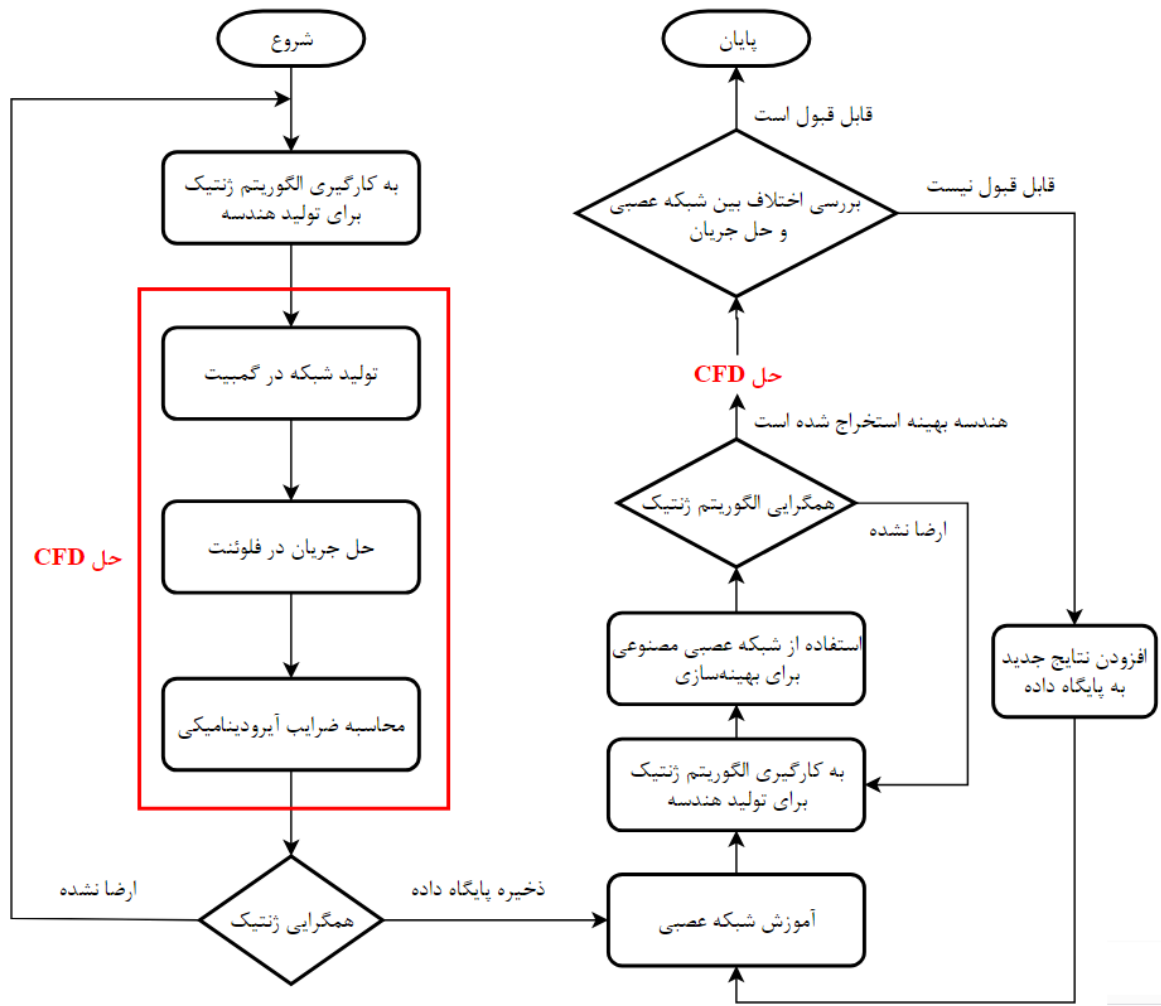 شروع
به کارگیری الگوریتم ژنتیک
برای تولید هندسه
تولید شبکه در گمبیت
حل جریان در فلوئنت
محاسبه ضرایب آیرودینامیکی
حل CFD
همگرایی ژنتیک
ارضا نشده
ذخیره پایگاه داده
آموزش شبکه عصبی
به کارگیری الگوریتم ژنتیک
برای تولید هندسه
استفاده از شبکه عصبی مصنوعی
برای بهینه‌سازی
همگرایی الگوریتم ژنتیک
ارضا نشده
هندسه بهینه استخراج شده است
حل CFD
بررسی اختلاف بین شبکه عصبی
و حل جریان
قابل قبول نیست
افزودن نتایج جدید
به پایگاه داده
قابل قبول است
پایان